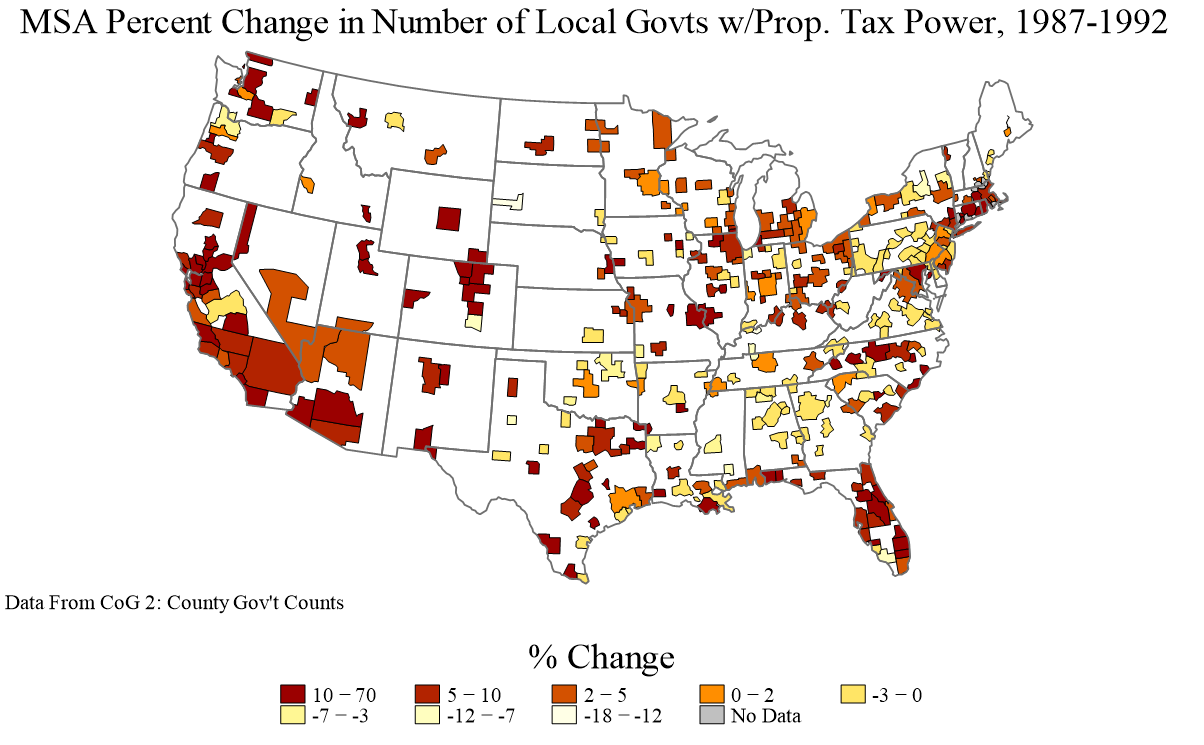 MSA Percent Change in Number of Local Govts w/Prop. Tax Power, 1987-1992
Data From CoG 2: County Gov't Counts
% Change
10 − 70 5 − 10 2 − 5 0 − 2 -3 − 0
-7 − -3 -12 − -7 -18 − -12 No Data